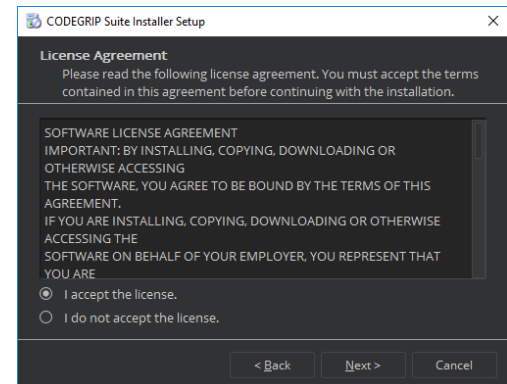 CODEGRIP Suite Installer Setup
License Agreement
Please read the following license agreement. You must accept the terms
contained in this agreement before continuing with the installation.
SOFTWARE LICENSE AGREEMENT
IMPORTANT: BY INSTALLING, COPYING, DOWNLOADING OR
OTHERWISE ACCESSING
THE SOFTWARE, YOU AGREE TO BE BOUND BY THE TERMS OF THIS
AGREEMENT.
IF YOU ARE INSTALLING, COPYING, DOWNLOADING OR OTHERWISE
ACCESSING THE
SOFTWARE ON BEHALF OF YOUR EMPLOYER, YOU REPRESENT THAT
YOU ARE
I accept the license.
I do not accept the license.
< Back Next > Cancel